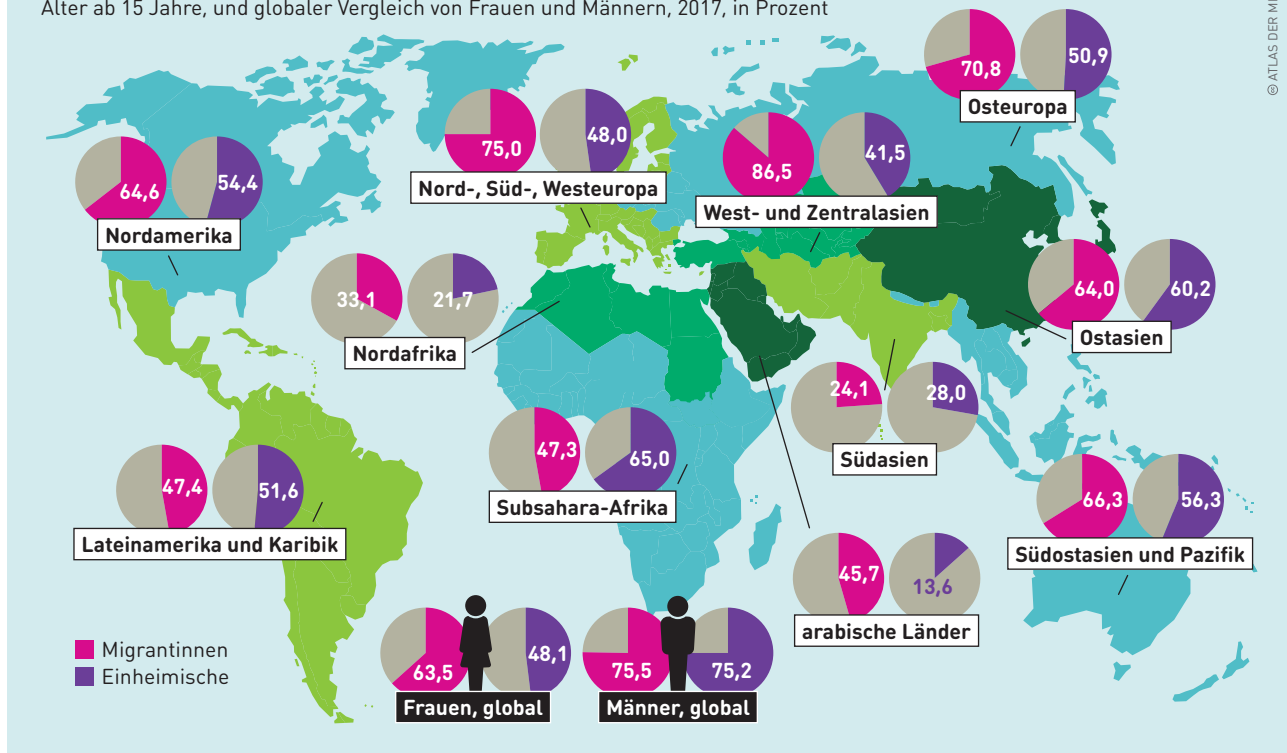 Alter ab 15 Jahre, und globaler Vergleich von Frauen und Männern, 2017, in Prozent
© ATLAS DER
70,8
50,9
Osteuropa
75,0
48,0
Nord-, Süd-, Westeuropa
86,5
41,5
West- und Zentralasien
64,6
54,4
Nordamerika
33,1
21,7
Nordafrika
64,0
60,2
Ostasien
24,1
28,0
Südasien
47,3
65,0
Subsahara-Afrika
47,4
51,6
Lateinamerika und Karibik
66,3
56,3
Südostasien und Pazifik
45,7
13,6
arabische Länder
Migrantinnen
Einheimische
63,5
48,1
Frauen, global
75,5
75,2
Männer, global